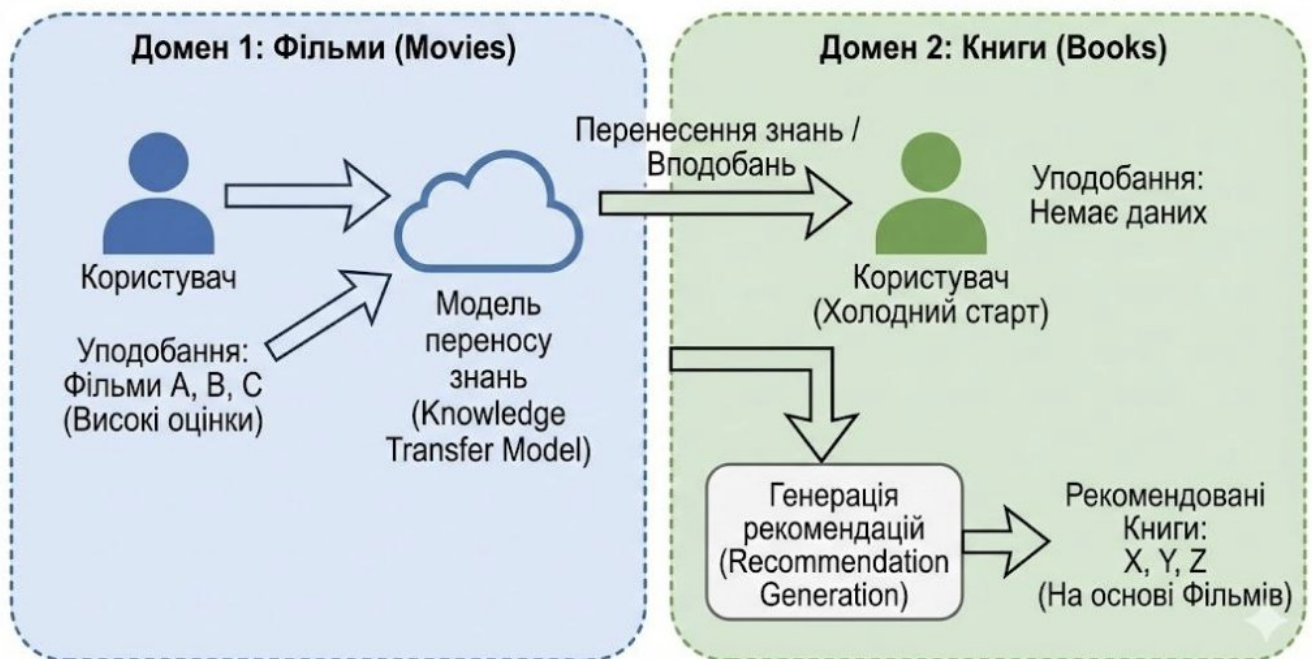 Домен 1: Фільми (Movies)
Користувач
Уподобання:
Фільми A, B, C
(Високі оцінки)
Модель
переносу
знань
(Knowledge
Transfer Model)
Перенесення знань /
Вподобань
Домен 2: Книги (Books)
Користувач
(Холодний старт)
Уподобання:
Немає даних
Генерація
рекомендацій
(Recommendation
Generation)
Рекомендовані
Книги:
X, Y, Z
(На основі Фільмів)